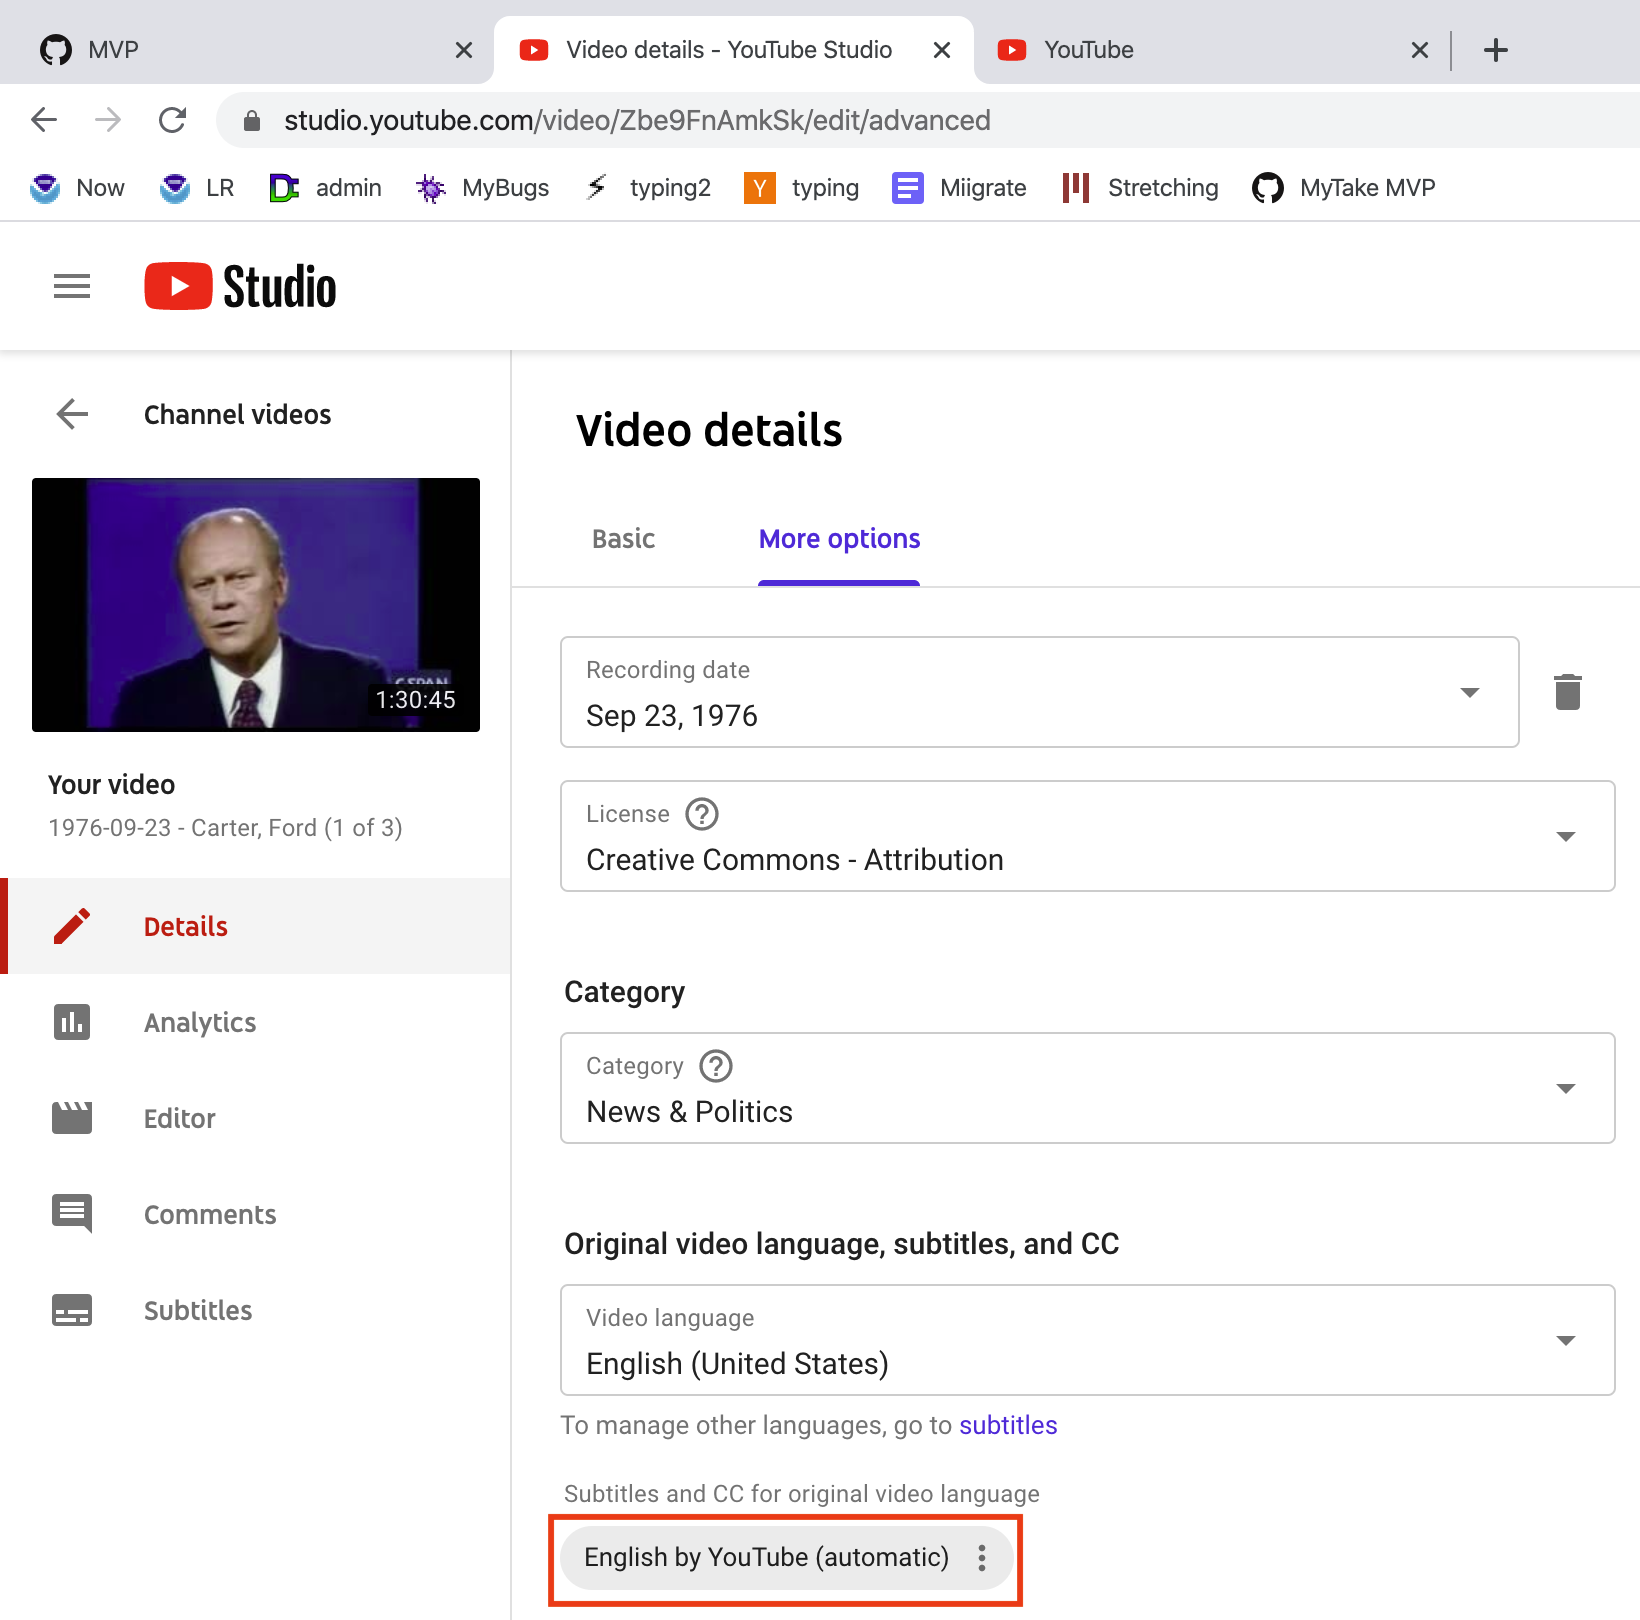 MVP
Video details - YouTube Studio
YouTube
studio.youtube.com/video/Zbe9FnAmkSk/edit/advanced
Now LR admin MyBugs typing2 typing Miigrate Stretching MyTake MVP
Studio
Channel videos
C-SPAN
1:30:45
Your video
1976-09-23 - Carter, Ford (1 of 3)
Details
Analytics
Editor
Comments
Subtitles
Video details
Basic More options
Recording date
Sep 23, 1976
License
Creative Commons - Attribution
Category
Category
News & Politics
Original video language, subtitles, and CC
Video language
English (United States)
To manage other languages, go to subtitles
Subtitles and CC for original video language
English by YouTube (automatic)